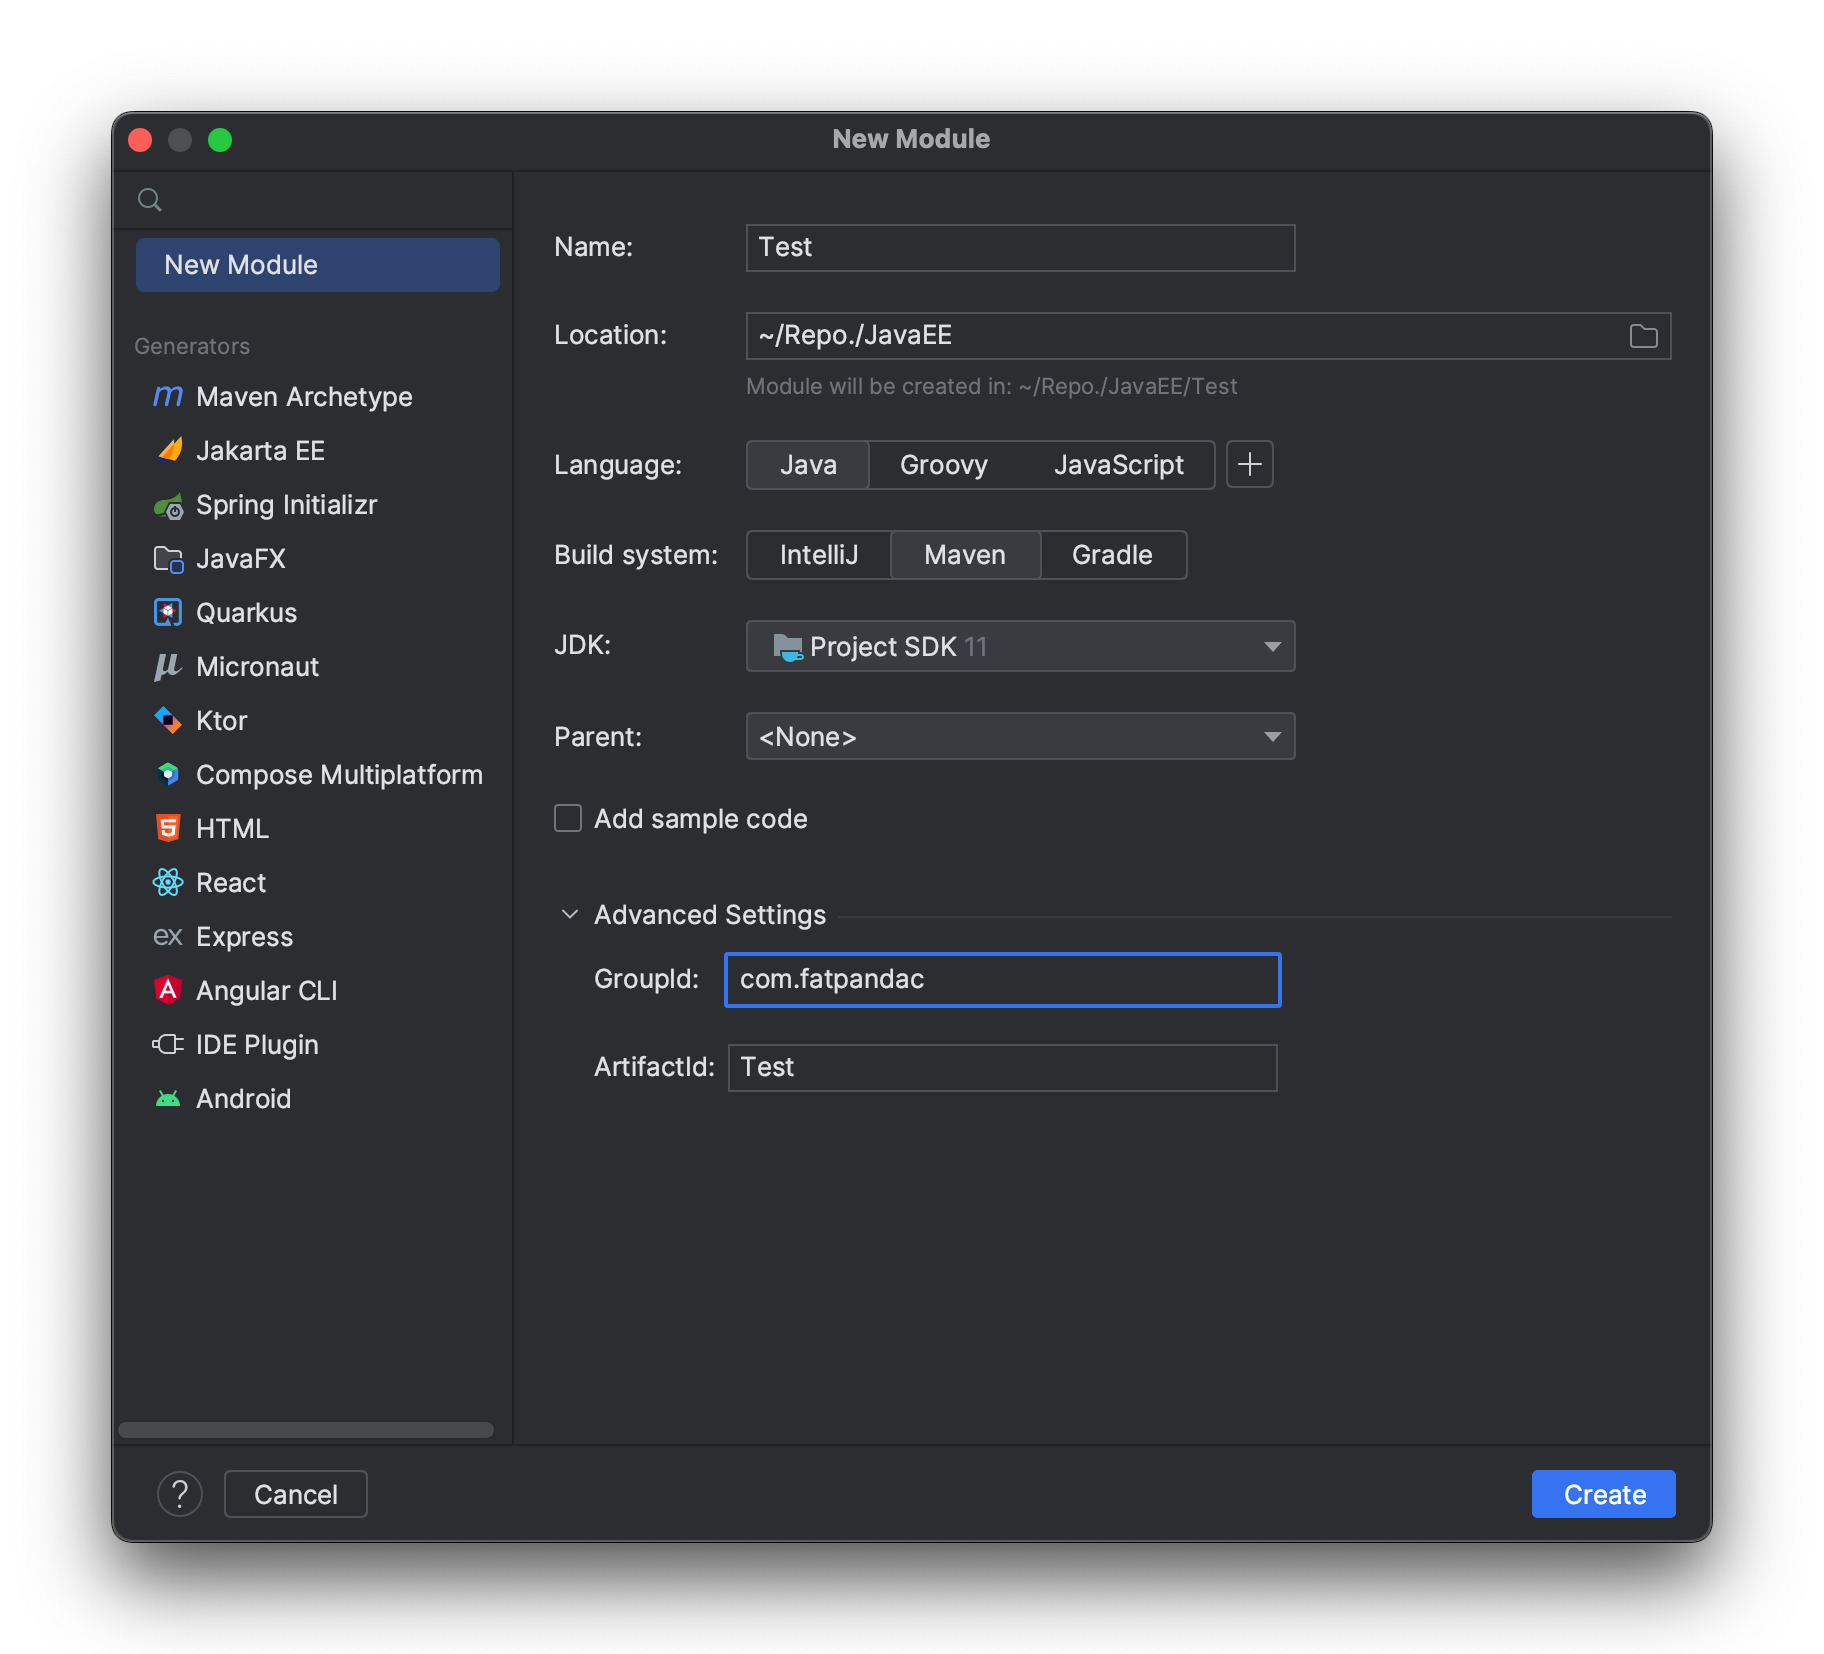 New Module
New Module
Generators
Maven Archetype
Jakarta EE
Spring Initializr
JavaFX
Quarkus
Micronaut
Ktor
Compose Multiplatform
HTML
React
Express
Angular CLI
IDE Plugin
Android
Name: Test
Location: ~/Repo./JavaEE
Module will be created in: ~/Repo./JavaEE/Test
Language: Java Groovy JavaScript
Build system: IntelliJ Maven Gradle
JDK: Project SDK 11
Parent: <None>
Add sample code
Advanced Settings
GroupId: com.fatpandac
ArtifactId: Test
? Cancel Create